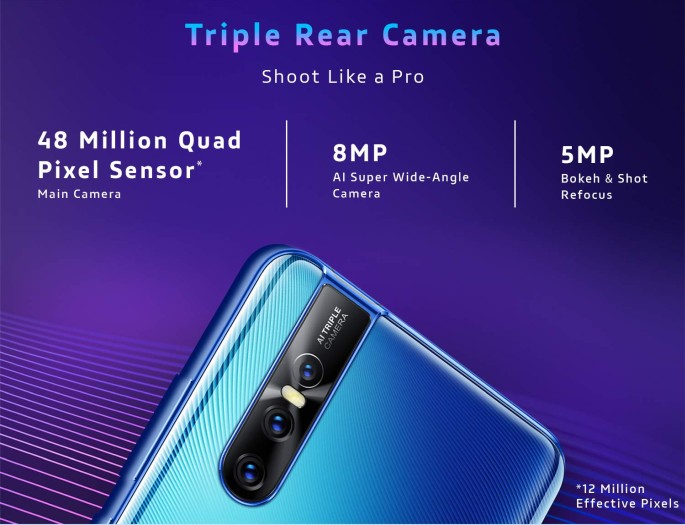 Triple Rear Camera
Shoot Like a Pro
48 Million Quad
Pixel Sensor*
Main Camera
8MP
AI Super Wide-Angle
Camera
5MP
Bokeh & Shot
Refocus
AI TRIPLE
CAMERA
*12 Million
Effective Pixels